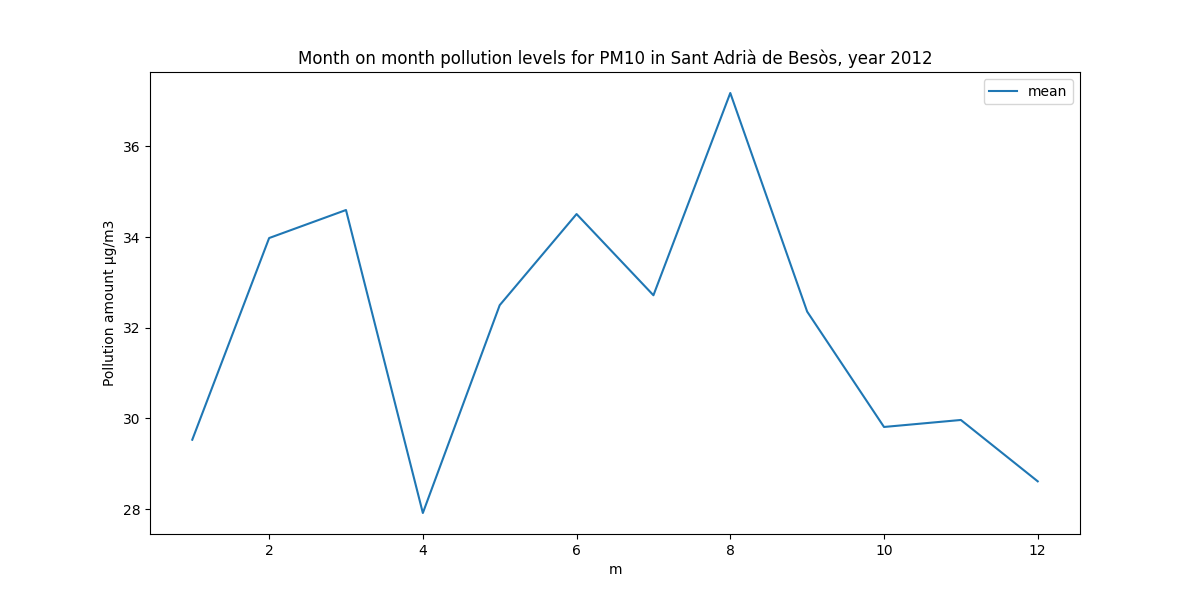 Month on month pollution levels for PM10 in Sant Adrià de Besòs, year 2012
mean
Pollution amount µg/m3
36
34
32
30
28
2 4 6 8 10 12
m